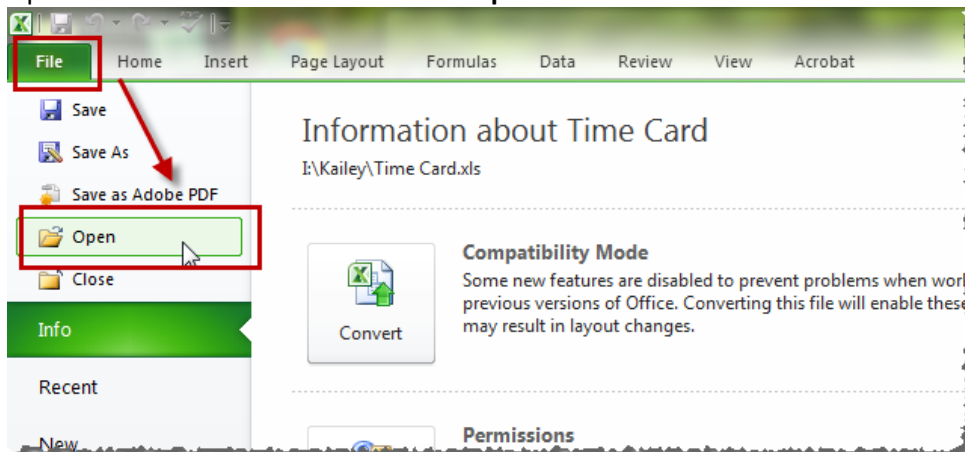 File Home Insert Page Layout Formulas Data Review View Acrobat
Save
Save As
Save as Adobe PDF
Open
Close
Info
Recent
New
Information about Time Card
I:\Kailey\Time Card.xls
Convert
Compatibility Mode
Some new features are disabled to prevent problems when
previous versions of Office. Converting this file will enable these
may result in layout changes.
Permissions